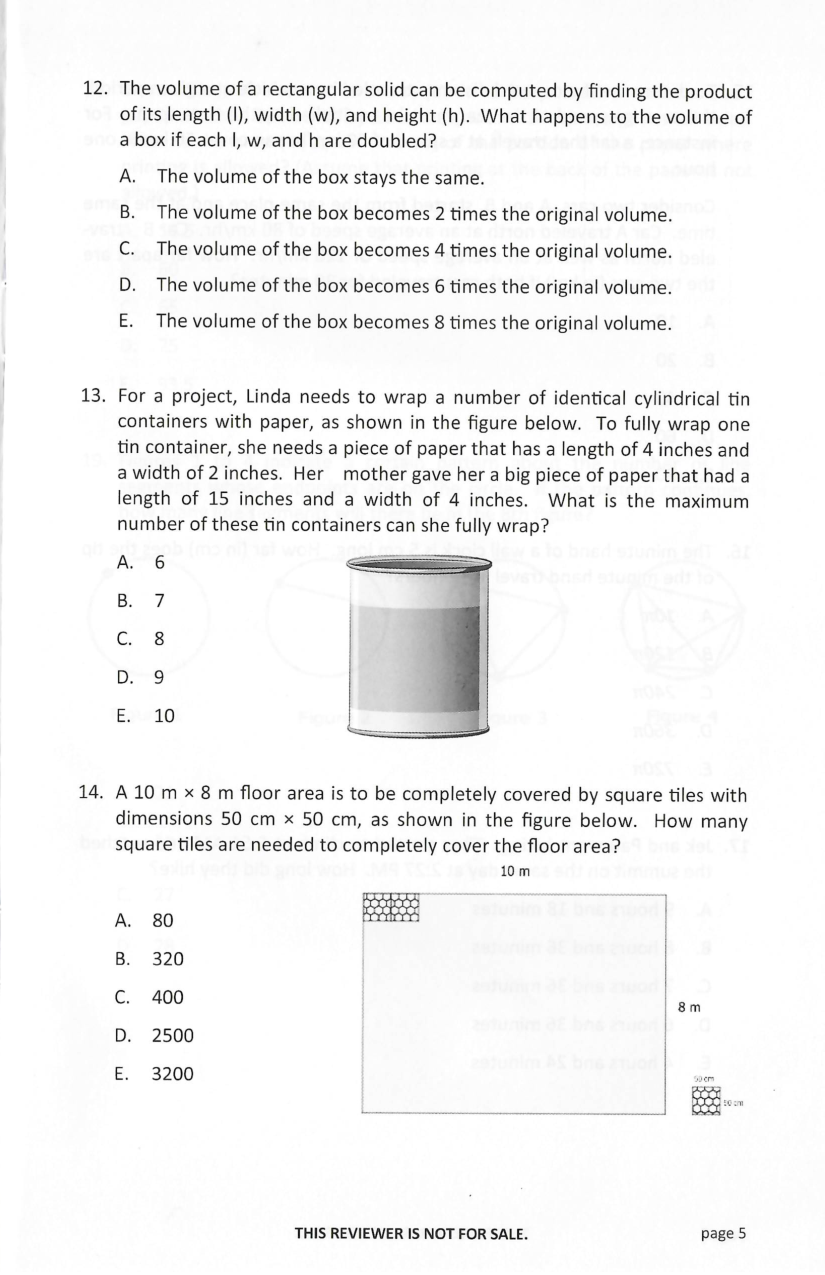 12. The volume of a rectangular solid can be computed by finding the product
of its length (l), width (w), and height (h). What happens to the volume of
a box if each l, w, and h are doubled?
A. The volume of the box stays the same.
B. The volume of the box becomes 2 times the original volume.
C. The volume of the box becomes 4 times the original volume.
D. The volume of the box becomes 6 times the original volume.
E. The volume of the box becomes 8 times the original volume.
13. For a project, Linda needs to wrap a number of identical cylindrical tin
containers with paper, as shown in the figure below. To fully wrap one
tin container, she needs a piece of paper that has a length of 4 inches and
a width of 2 inches. Her mother gave her a big piece of paper that had a
length of 15 inches and a width of 4 inches. What is the maximum
number of these tin containers can she fully wrap?
A. 6
B. 7
C. 8
D. 9
E. 10
14. A 10 m × 8 m floor area is to be completely covered by square tiles with
dimensions 50 cm × 50 cm, as shown in the figure below. How many
square tiles are needed to completely cover the floor area?
10 m
A. 80
B. 320
C. 400
D. 2500
E. 3200
8 m
50 cm
50 cm
THIS REVIEWER IS NOT FOR SALE. page 5